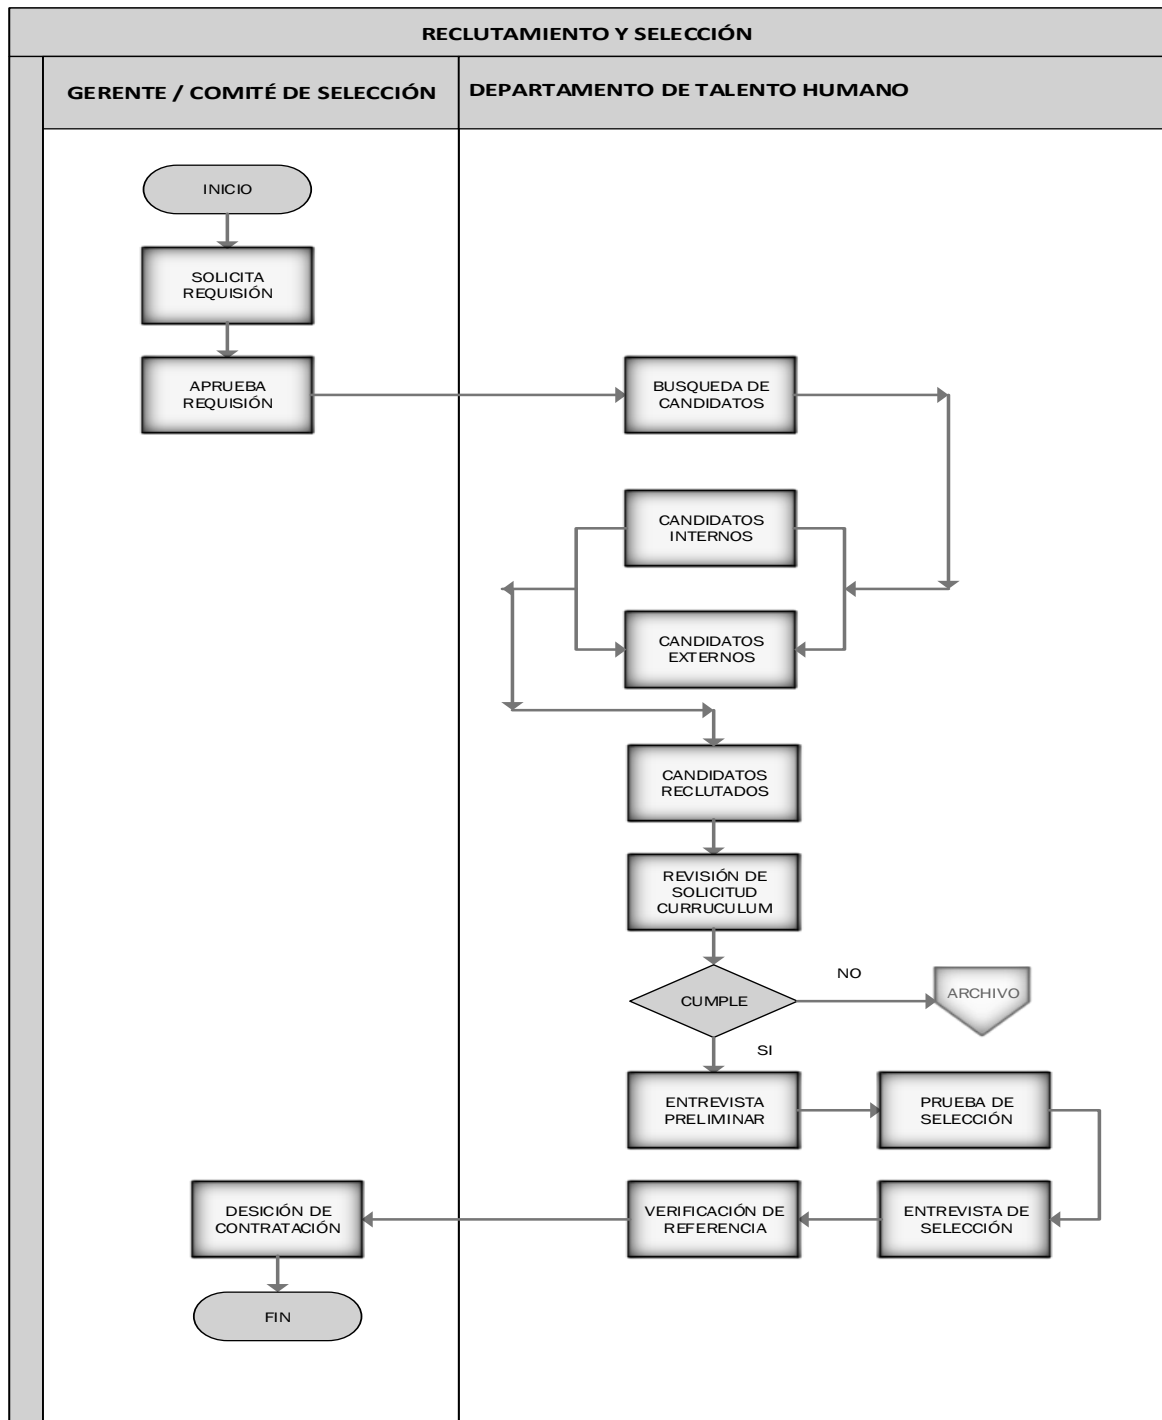 RECLUTAMIENTO Y SELECCIÓN
GERENTE / COMITÉ DE SELECCIÓN
DEPARTAMENTO DE TALENTO HUMANO
INICIO
SOLICITA
REQUISIÓN
APRUEBA
REQUISIÓN
BUSQUEDA DE
CANDIDATOS
CANDIDATOS
INTERNOS
CANDIDATOS
EXTERNOS
CANDIDATOS
RECLUTADOS
REVISIÓN DE
SOLICITUD
CURRUCULUM
CUMPLE
NO
ARCHIVO
SI
ENTREVISTA
PRELIMINAR
PRUEBA DE
SELECCIÓN
DESICIÓN DE
CONTRATACIÓN
VERIFICACIÓN DE
REFERENCIA
ENTREVISTA DE
SELECCIÓN
FIN